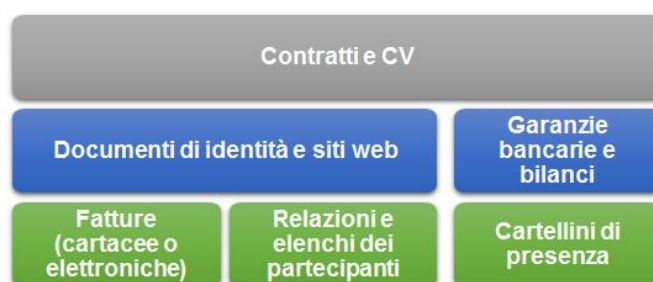 Contratti e CV
Documenti di identità e siti web
Garanzie
bancarie e
bilanci
Fatture
(cartacee o
elettroniche)
Relazioni e
elenchi dei
partecipanti
Cartellini di
presenza